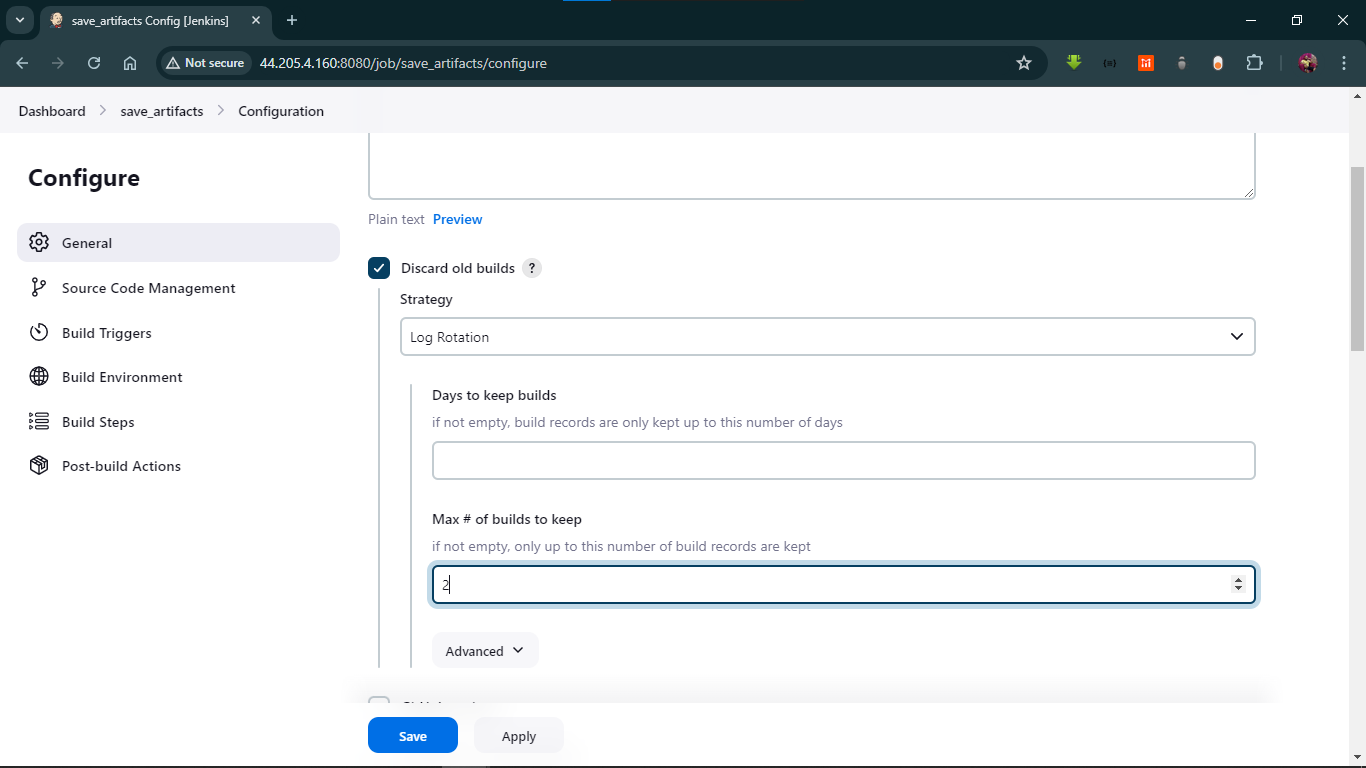 save_artifacts Config [Jenkins]
Not secure
44.205.4.160:8080/job/save_artifacts/configure
Dashboard
save_artifacts
Configuration
Configure
General
Source Code Management
Build Triggers
Build Environment
Build Steps
Post-build Actions
Plain text Preview
Discard old builds ?
Strategy
Log Rotation
Days to keep builds
if not empty, build records are only kept up to this number of days
Max # of builds to keep
if not empty, only up to this number of build records are kept
2
Advanced
Save
Apply